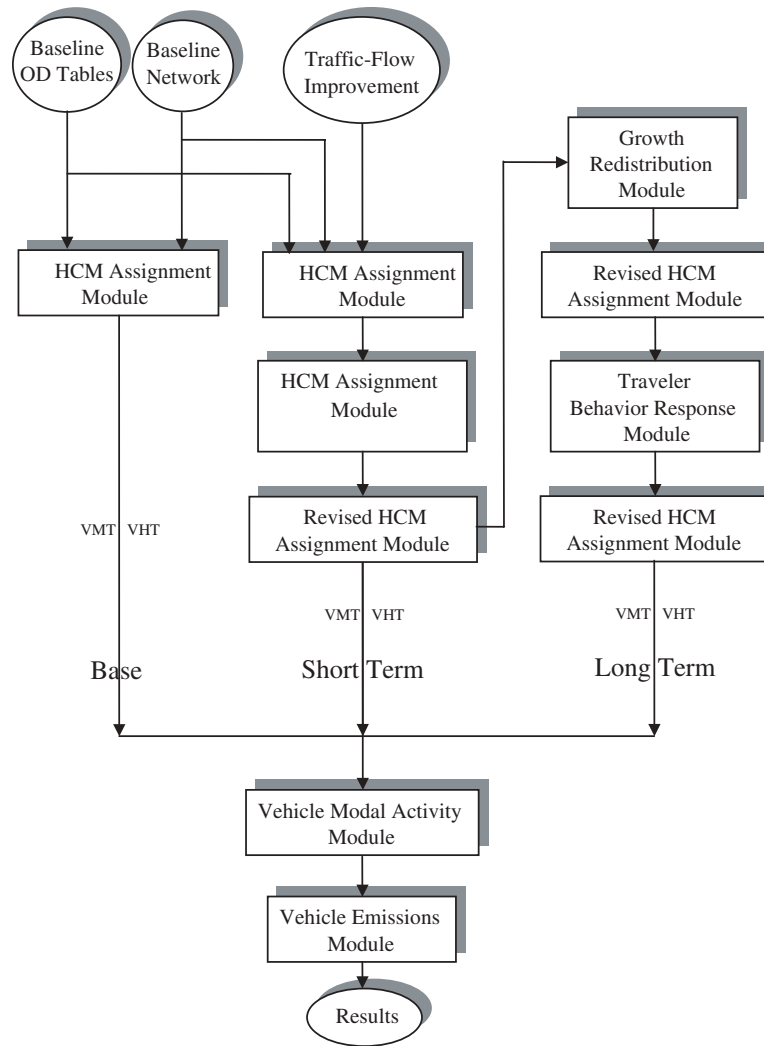 Baseline
OD Tables
Baseline
Network
Traffic-Flow
Improvement
Growth
Redistribution
Module
HCM Assignment
Module
HCM Assignment
Module
Revised HCM
Assignment Module
HCM Assignment
Module
Traveler
Behavior Response
Module
Revised HCM
Assignment Module
Revised HCM
Assignment Module
VMT VHT
VMT VHT
VMT VHT
Base
Short Term
Long Term
Vehicle Modal Activity
Module
Vehicle Emissions
Module
Results